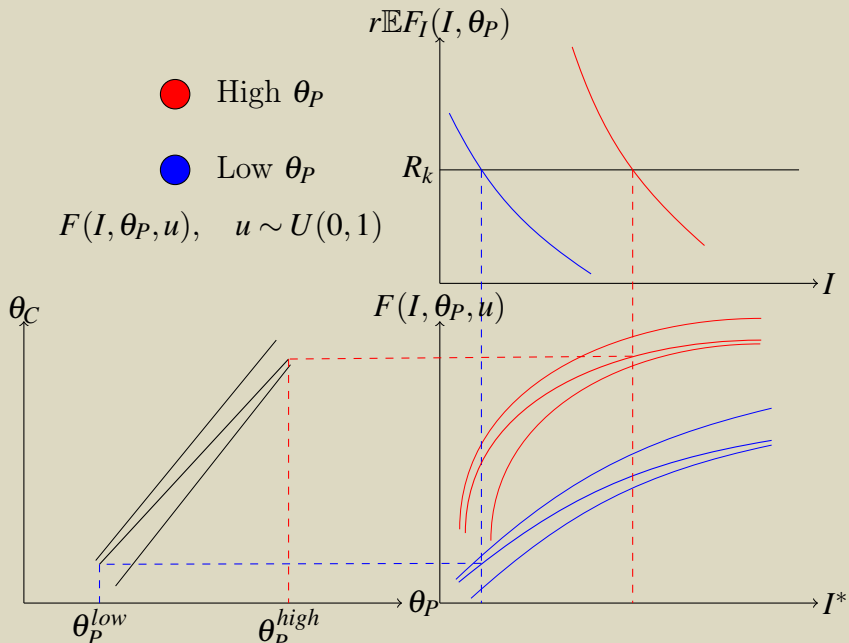 r𝔼F_I(I, θ_P)
High θ_P
Low θ_P
R_k
F(I, θ_P, u), u ∼ U(0, 1)
I
θ_C
F(I, θ_P, u)
θ_P
I*
θ_P^{low}
θ_P^{high}